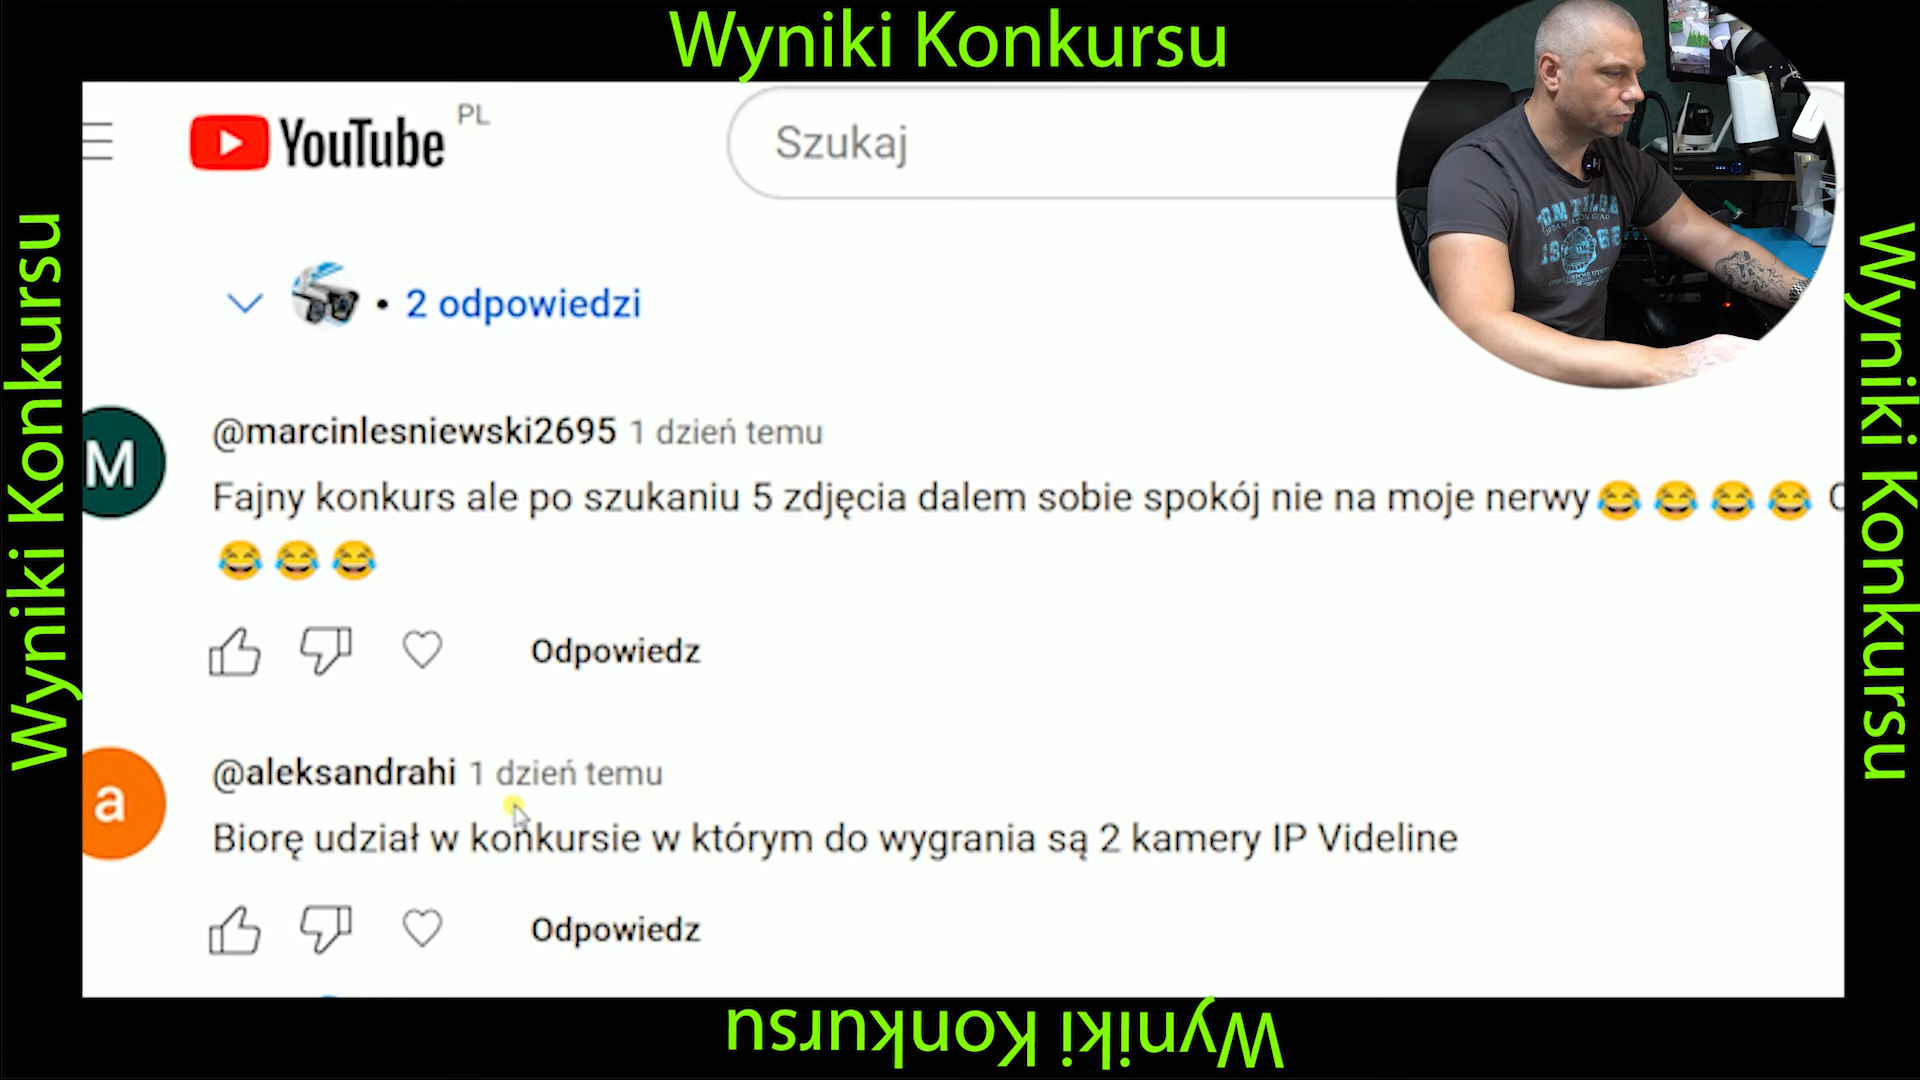 Wyniki Konkursu
Wyniki Konkursu
Wyniki Konkursu
YouTube PL
Szukaj
2 odpowiedzi
M
@marcinlesniewski2695 1 dzień temu
Fajny konkurs ale po szukaniu 5 zdjęcia dalem sobie spokój nie na moje nerwy😂😂😂😂
😂😂😂
Odpowiedz
a
@aleksandrahi 1 dzień temu
Biorę udział w konkursie w którym do wygrania są 2 kamery IP Videline
Odpowiedz
Wyniki Konkursu